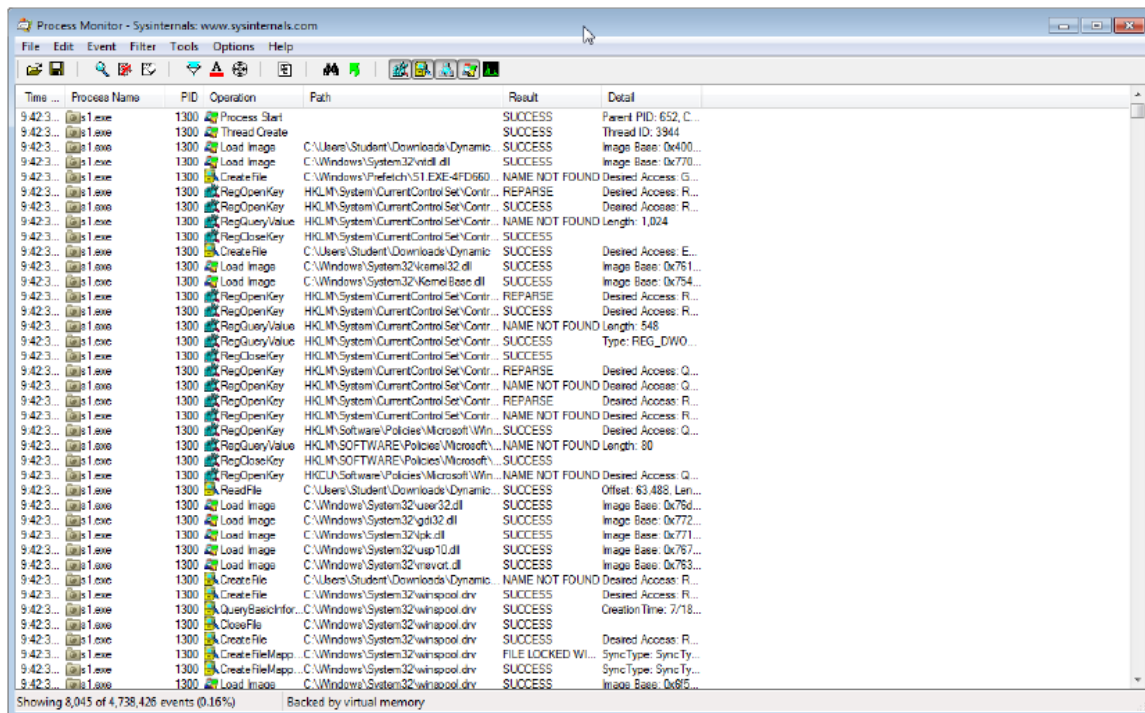 Process Monitor - Sysinternals: www.sysinternals.com
File Edit Event Filter Tools Options Help
Time ... Process Name PID Operation Path Result Detail
9:42:3... s1.exe 1300 Process Start SUCCESS Parent PID: 652, C...
9:42:3... s1.exe 1300 Thread Create SUCCESS Thread ID: 3944
9:42:3... s1.exe 1300 Load Image C:\Users\Student\Downloads\Dynamic... SUCCESS Image Base: 0x400...
9:42:3... s1.exe 1300 Load Image C:\Windows\System32\ntdll.dll SUCCESS Image Base: 0x770...
9:42:3... s1.exe 1300 CreateFile C:\Windows\Prefetch\S1.EXE-4FD660... NAME NOT FOUND Desired Access: G...
9:42:3... s1.exe 1300 RegOpenKey HKLM\System\CurrentControlSet\Contr... REPARSE Desired Access: R...
9:42:3... s1.exe 1300 RegOpenKey HKLM\System\CurrentControlSet\Contr... SUCCESS Desired Access: R...
9:42:3... s1.exe 1300 RegQueryValue HKLM\System\CurrentControlSet\Contr... NAME NOT FOUND Length: 1,024
9:42:3... s1.exe 1300 RegCloseKey HKLM\System\CurrentControlSet\Contr... SUCCESS
9:42:3... s1.exe 1300 CreateFile C:\Users\Student\Downloads\Dynamic SUCCESS Desired Access: E...
9:42:3... s1.exe 1300 Load Image C:\Windows\System32\kernel32.dll SUCCESS Image Base: 0x761...
9:42:3... s1.exe 1300 Load Image C:\Windows\System32\KernelBase.dll SUCCESS Image Base: 0x754...
9:42:3... s1.exe 1300 RegOpenKey HKLM\System\CurrentControlSet\Contr... REPARSE Desired Access: R...
9:42:3... s1.exe 1300 RegOpenKey HKLM\System\CurrentControlSet\Contr... SUCCESS Desired Access: R...
9:42:3... s1.exe 1300 RegQueryValue HKLM\System\CurrentControlSet\Contr... NAME NOT FOUND Length: 548
9:42:3... s1.exe 1300 RegQueryValue HKLM\System\CurrentControlSet\Contr... SUCCESS Type: REG_DWO...
9:42:3... s1.exe 1300 RegCloseKey HKLM\System\CurrentControlSet\Contr... SUCCESS
9:42:3... s1.exe 1300 RegOpenKey HKLM\System\CurrentControlSet\Contr... REPARSE Desired Access: Q...
9:42:3... s1.exe 1300 RegOpenKey HKLM\System\CurrentControlSet\Contr... NAME NOT FOUND Desired Access: Q...
9:42:3... s1.exe 1300 RegOpenKey HKLM\System\CurrentControlSet\Contr... REPARSE Desired Access: R...
9:42:3... s1.exe 1300 RegOpenKey HKLM\System\CurrentControlSet\Contr... NAME NOT FOUND Desired Access: R...
9:42:3... s1.exe 1300 RegOpenKey HKLM\Software\Policies\Microsoft\Win... SUCCESS Desired Access: Q...
9:42:3... s1.exe 1300 RegQueryValue HKLM\SOFTWARE\Policies\Microsoft\... NAME NOT FOUND Length: 80
9:42:3... s1.exe 1300 RegCloseKey HKLM\SOFTWARE\Policies\Microsoft\... SUCCESS
9:42:3... s1.exe 1300 RegOpenKey HKCU\Software\Policies\Microsoft\Win... NAME NOT FOUND Desired Access: Q...
9:42:3... s1.exe 1300 ReadFile C:\Users\Student\Downloads\Dynamic... SUCCESS Offset: 63,488, Len...
9:42:3... s1.exe 1300 Load Image C:\Windows\System32\user32.dll SUCCESS Image Base: 0x76d...
9:42:3... s1.exe 1300 Load Image C:\Windows\System32\gdi32.dll SUCCESS Image Base: 0x772...
9:42:3... s1.exe 1300 Load Image C:\Windows\System32\lpk.dll SUCCESS Image Base: 0x771...
9:42:3... s1.exe 1300 Load Image C:\Windows\System32\usp10.dll SUCCESS Image Base: 0x767...
9:42:3... s1.exe 1300 Load Image C:\Windows\System32\msvcrt.dll SUCCESS Image Base: 0x763...
9:42:3... s1.exe 1300 CreateFile C:\Users\Student\Downloads\Dynamic... NAME NOT FOUND Desired Access: R...
9:42:3... s1.exe 1300 CreateFile C:\Windows\System32\winspool.drv SUCCESS Desired Access: R...
9:42:3... s1.exe 1300 QueryBasicInfor... C:\Windows\System32\winspool.drv SUCCESS CreationTime: 7/18...
9:42:3... s1.exe 1300 CloseFile C:\Windows\System32\winspool.drv SUCCESS
9:42:3... s1.exe 1300 CreateFile C:\Windows\System32\winspool.drv SUCCESS Desired Access: R...
9:42:3... s1.exe 1300 CreateFileMapp... C:\Windows\System32\winspool.drv FILE LOCKED WI... SyncType: SyncTy...
9:42:3... s1.exe 1300 CreateFileMapp... C:\Windows\System32\winspool.drv SUCCESS SyncType: SyncTy...
9:42:3... s1.exe 1300 Load Image C:\Windows\System32\winspool.drv SUCCESS Image Base: 0x6f5...
Showing 8,045 of 4,738,426 events (0.16%) Backed by virtual memory